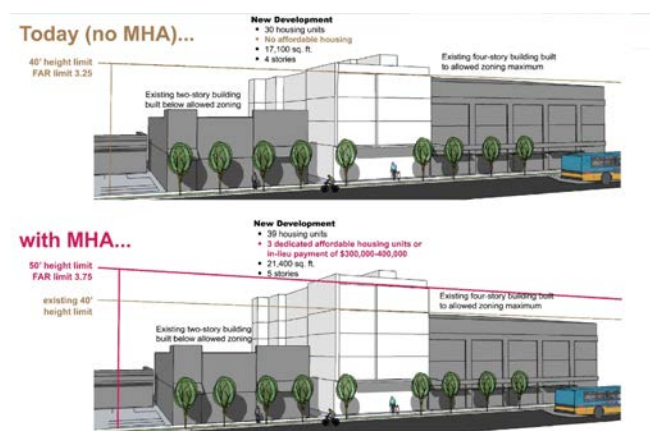 New Development
• 30 housing units
• No affordable housing
• 17,100 sq. ft.
• 4 stories
Today (no MHA)...
40' height limit
FAR limit 3.25
Existing four-story building built
to allowed zoning maximum
Existing two-story building
built below allowed zoning
New Development
• 39 housing units
• 3 dedicated affordable housing units or
in-lieu payment of $300,000-400,000
• 21,400 sq. ft.
• 5 stories
with MHA...
50' height limit
FAR limit 3.75
existing 40'
height limit
Existing four-story building built
to allowed zoning maximum
Existing two-story building
built below allowed zoning